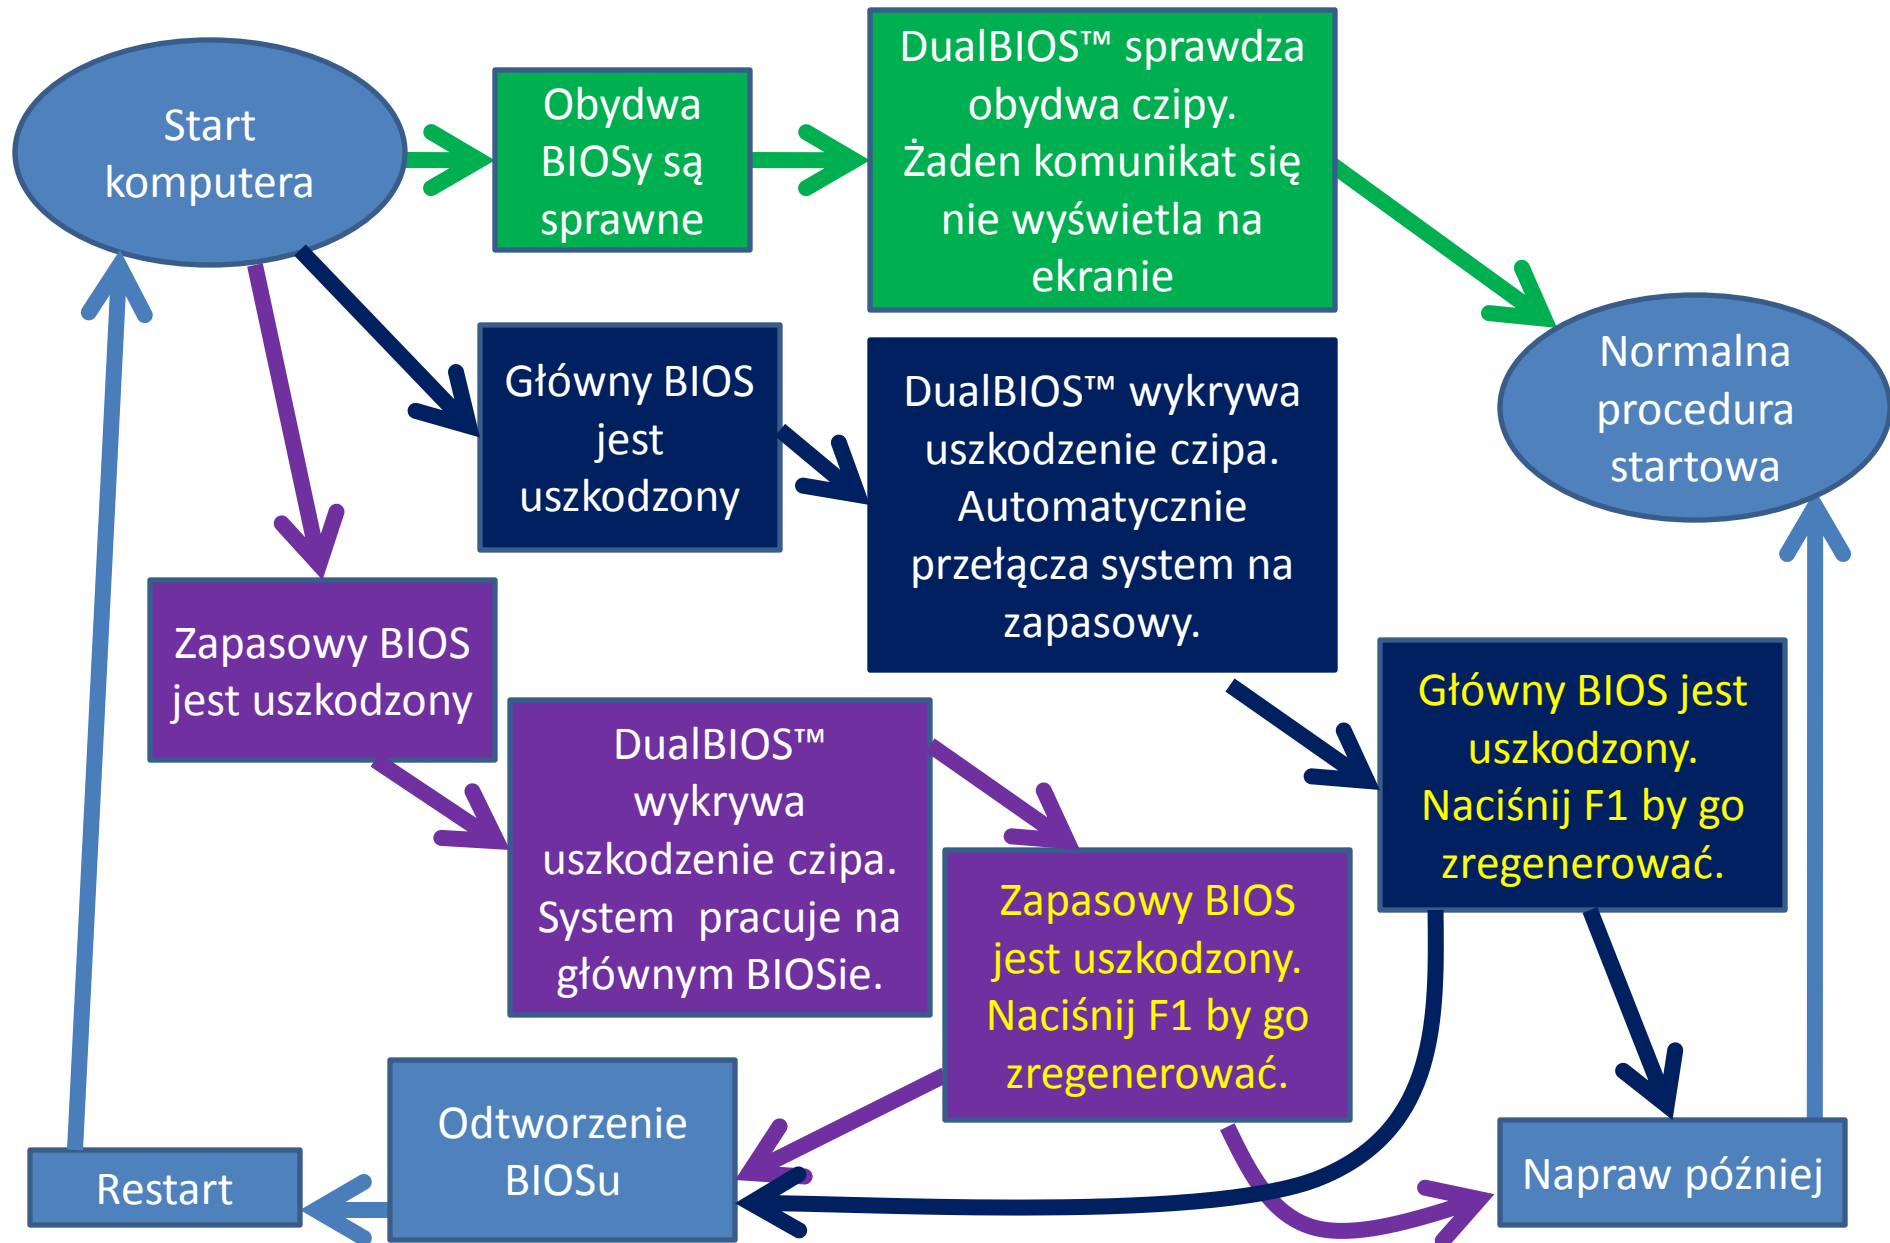 Start
komputera
Obydwa
BIOSy są
sprawne
DualBIOS™ sprawdza
obydwa czipy.
Żaden komunikat się
nie wyświetla na
ekranie
Normalna
procedura
startowa
Główny BIOS
jest
uszkodzony
DualBIOS™ wykrywa
uszkodzenie czipa.
Automatycznie
przełącza system na
zapasowy.
Zapasowy BIOS
jest uszkodzony
DualBIOS™
wykrywa
uszkodzenie czipa.
System  pracuje na
głównym BIOSie.
Główny BIOS jest
uszkodzony.
Naciśnij F1 by go
zregenerować.
Zapasowy BIOS
jest uszkodzony.
Naciśnij F1 by go
zregenerować.
Odtworzenie
BIOSu
Restart
Napraw później